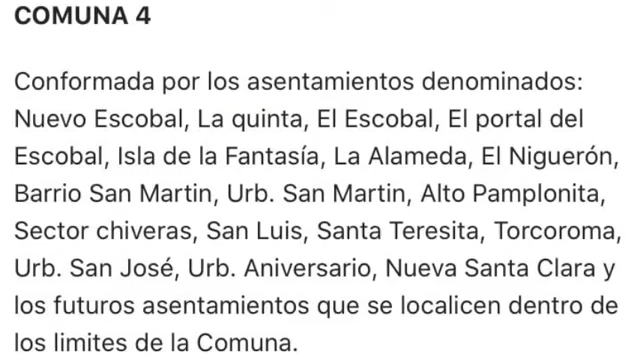 COMUNA 4
Conformada por los asentamientos denominados:
Nuevo Escobal, La quinta, El Escobal, El portal del
Escobal, Isla de la Fantasía, La Alameda, El Niguerón,
Barrio San Martin, Urb. San Martin, Alto Pamplonita,
Sector chiveras, San Luis, Santa Teresita, Torcoroma,
Urb. San José, Urb. Aniversario, Nueva Santa Clara y
los futuros asentamientos que se localicen dentro de
los limites de la Comuna.